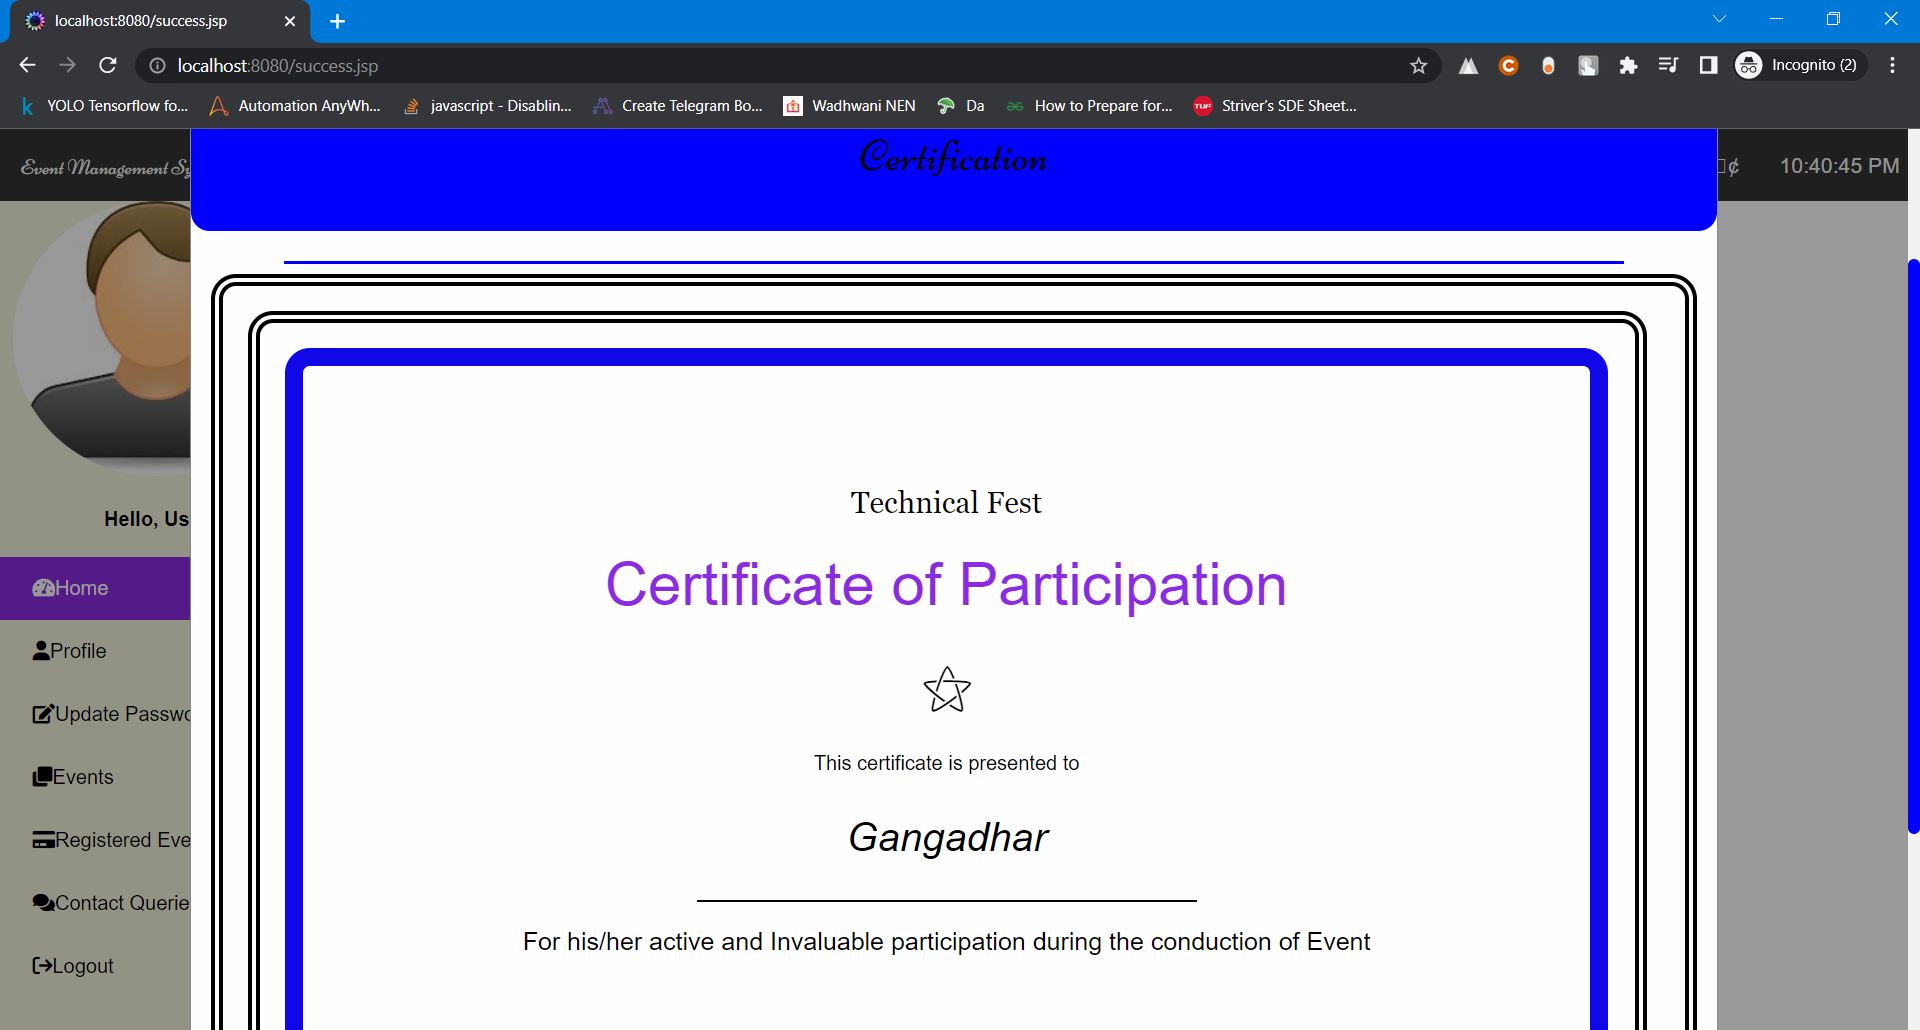 localhost:8080/success.jsp
localhost:8080/success.jsp
Incognito (2)
YOLO Tensorflow fo...
Automation AnyWh...
javascript - Disablin...
Create Telegram Bo...
Wadhwani NEN
Da
How to Prepare for...
TUF
Striver's SDE Sheet...
Event Management Sy
Certification
¢
10:40:45 PM
Hello, Us
Home
Profile
Update Passwo
Events
Registered Eve
Contact Querie
Logout
Technical Fest
Certificate of Participation
This certificate is presented to
Gangadhar
For his/her active and Invaluable participation during the conduction of Event